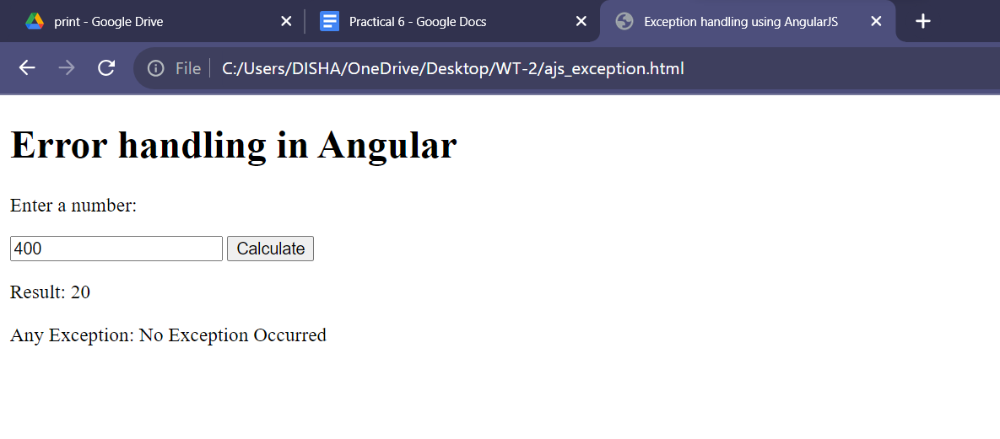 print - Google Drive
Practical 6 - Google Docs
Exception handling using AngularJS
File
C:/Users/DISHA/OneDrive/Desktop/WT-2/ajs_exception.html
Error handling in Angular
Enter a number:
400 Calculate
Result: 20
Any Exception: No Exception Occurred